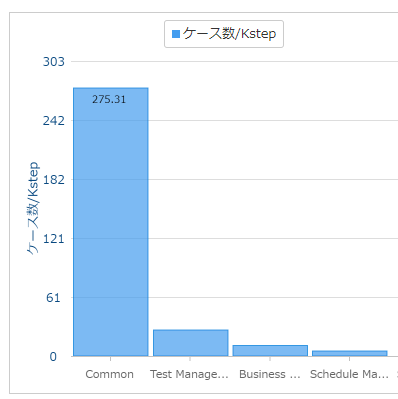 ケース数/Kstep
303
242
182
121
61
0
ケース数/Kstep
275.31
Common
Test Manage...
Business ...
Schedule Ma...